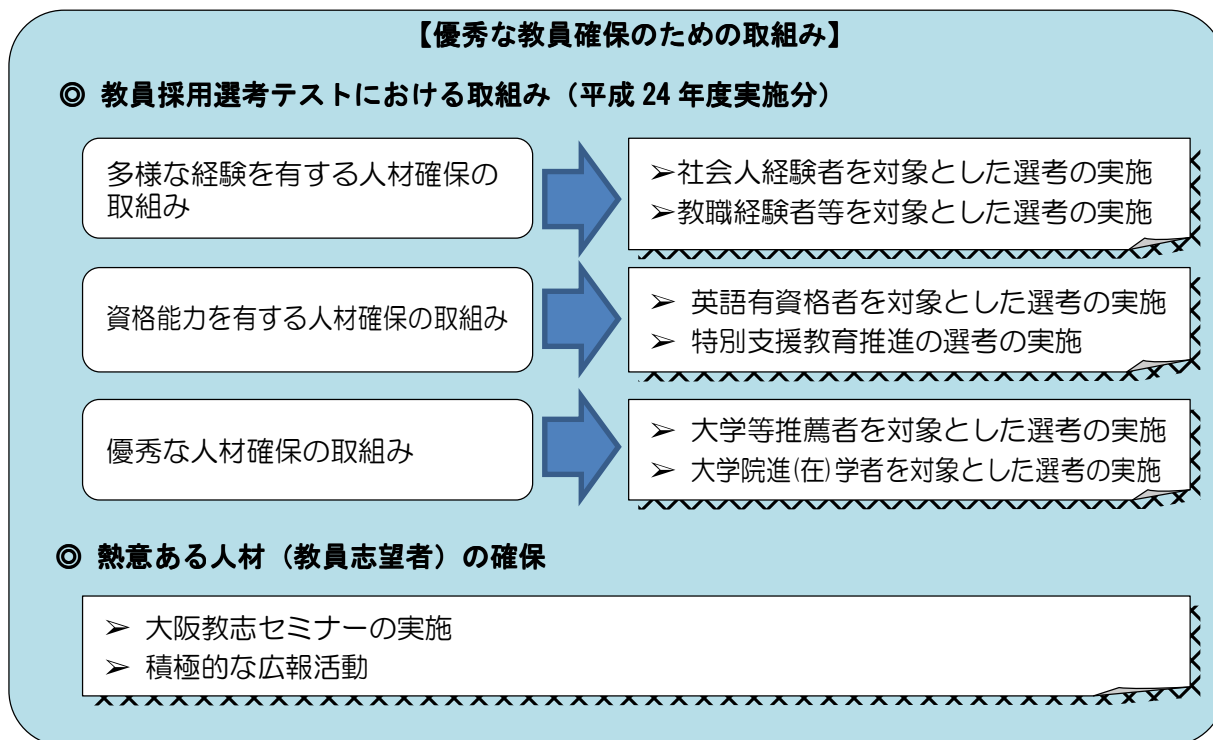 【優秀な教員確保のための取組み】
◎ 教員採用選考テストにおける取組み（平成 24 年度実施分）
多様な経験を有する人材確保の
取組み
➢社会人経験者を対象とした選考の実施
➢教職経験者等を対象とした選考の実施
資格能力を有する人材確保の取組み
➢ 英語有資格者を対象とした選考の実施
➢ 特別支援教育推進の選考の実施
優秀な人材確保の取組み
➢ 大学等推薦者を対象とした選考の実施
➢ 大学院進(在)学者を対象とした選考の実施
◎ 熱意ある人材（教員志望者）の確保
➢ 大阪教志セミナーの実施
➢ 積極的な広報活動